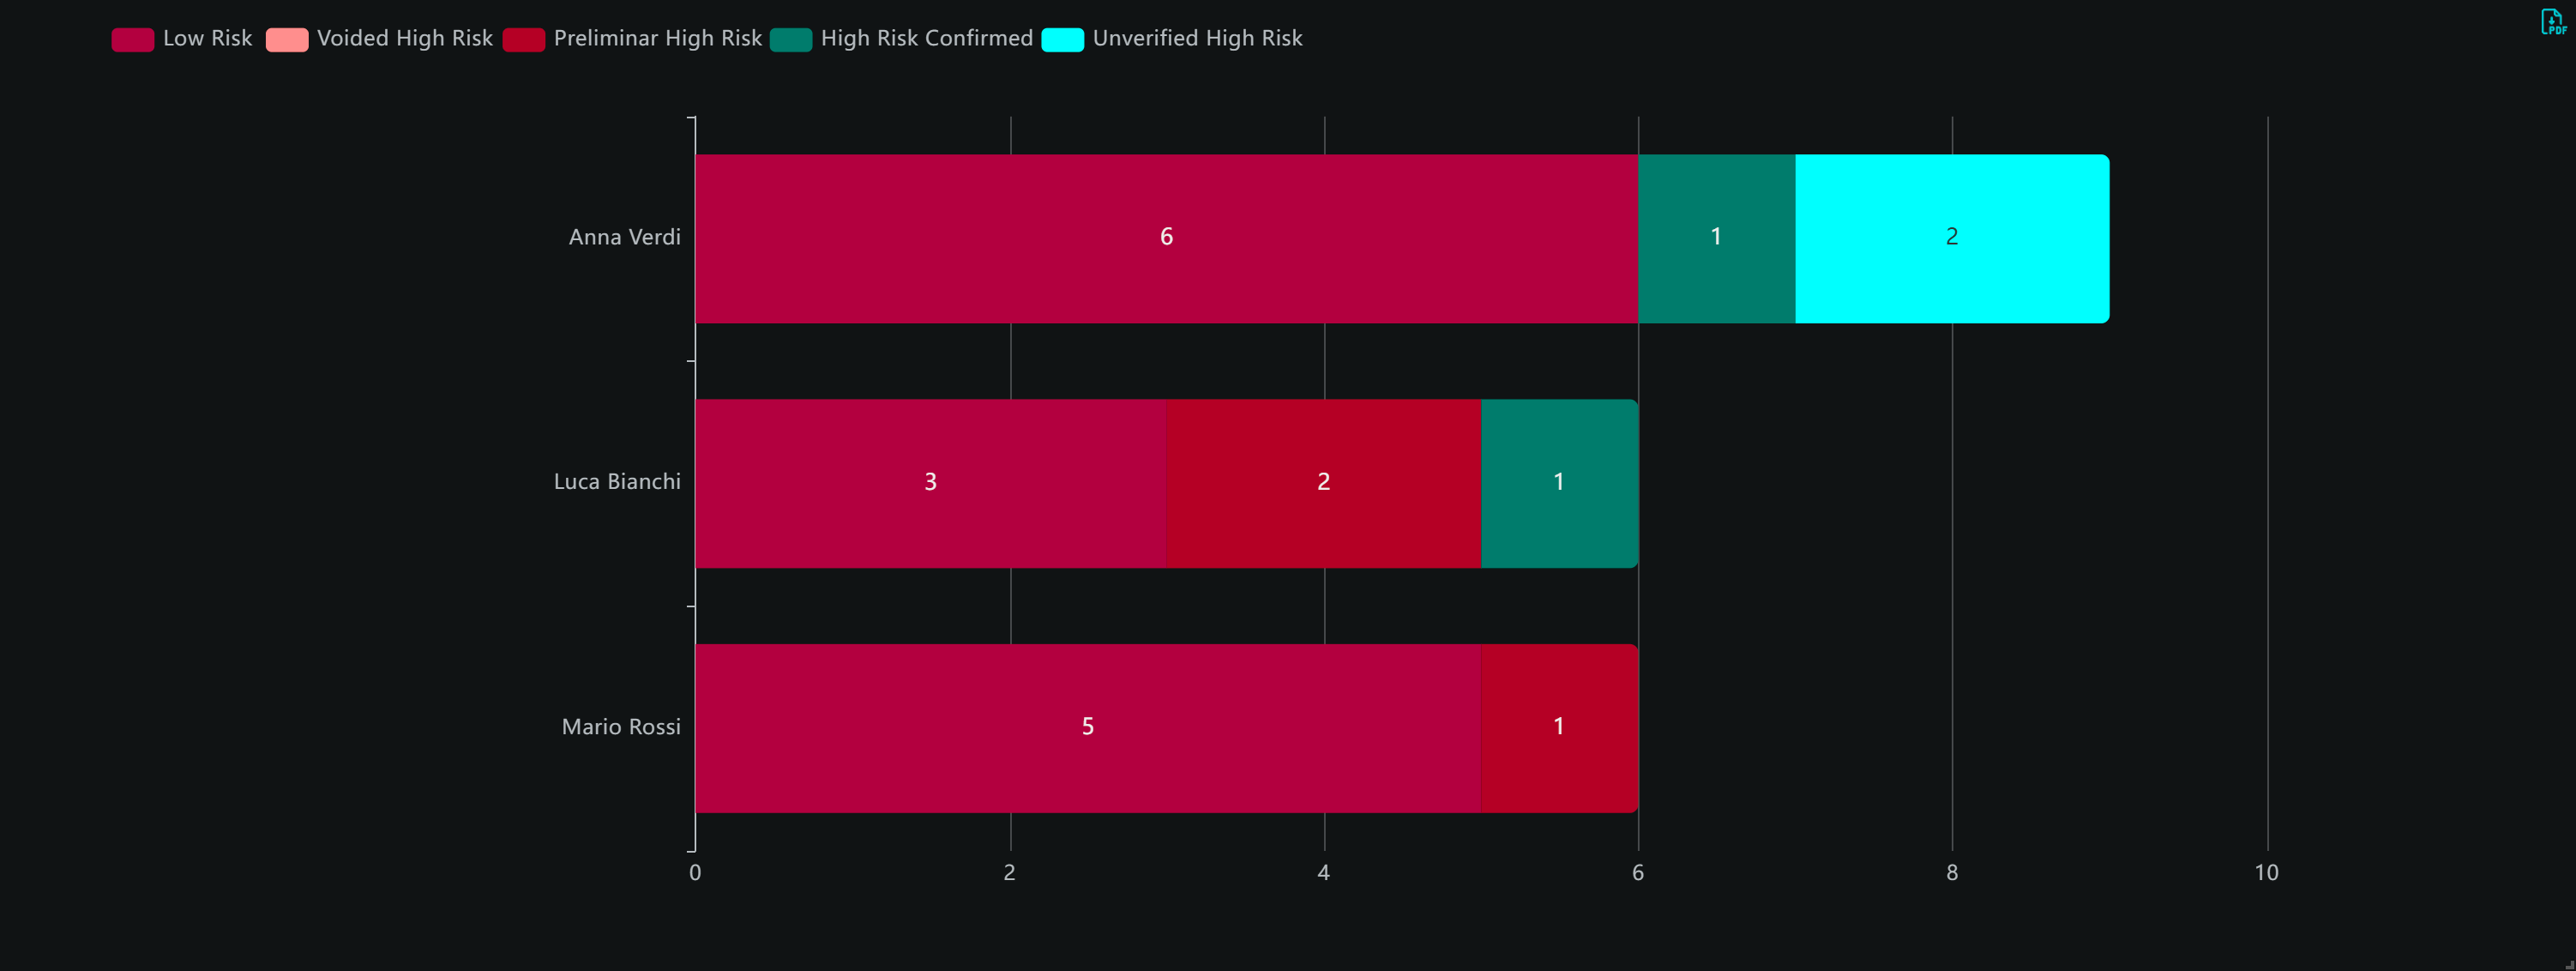 Low Risk Voided High Risk Preliminar High Risk High Risk Confirmed Unverified High Risk
PDF
Anna Verdi 6 1 2
Luca Bianchi 3 2 1
Mario Rossi 5 1
0 2 4 6 8 10